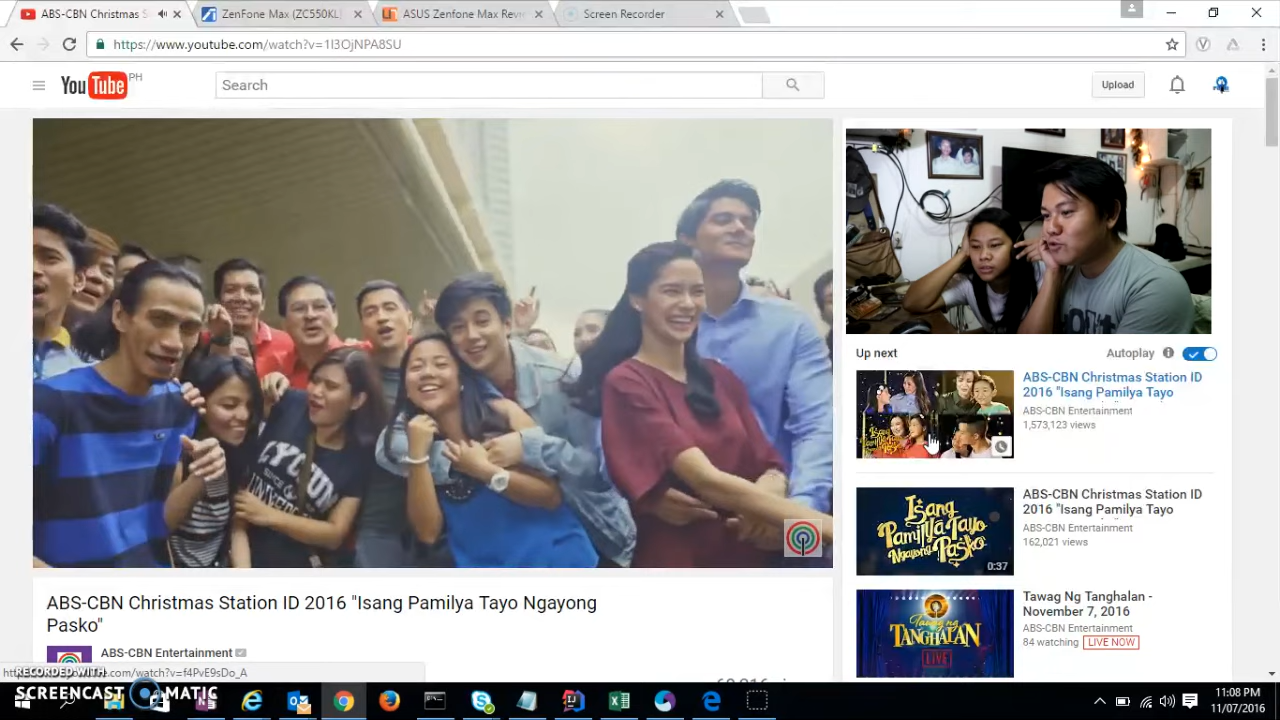 ABS-CBN Christmas S
ZenFone Max (ZC550KL)
ASUS Zenfone Max Revie
Screen Recorder
https://www.youtube.com/watch?v=1I3OjNPA8SU
YouTube PH
Search
Upload
Up next
Autoplay
ABS-CBN Christmas Station ID
2016 "Isang Pamilya Tayo
ABS-CBN Entertainment
1,573,123 views
Isang
Pamilya Tayo
Ngayong Pasko
0:37
ABS-CBN Christmas Station ID
2016 "Isang Pamilya Tayo
ABS-CBN Entertainment
162,021 views
Tawag ng
TANGHALAN
LIVE
Tawag Ng Tanghalan -
November 7, 2016
ABS-CBN Entertainment
84 watching LIVE NOW
ABS-CBN Christmas Station ID 2016 "Isang Pamilya Tayo Ngayong
Pasko"
ABS-CBN Entertainment
RECORDED WITH
SCREENCAST MATIC
11:08 PM
11/07/2016